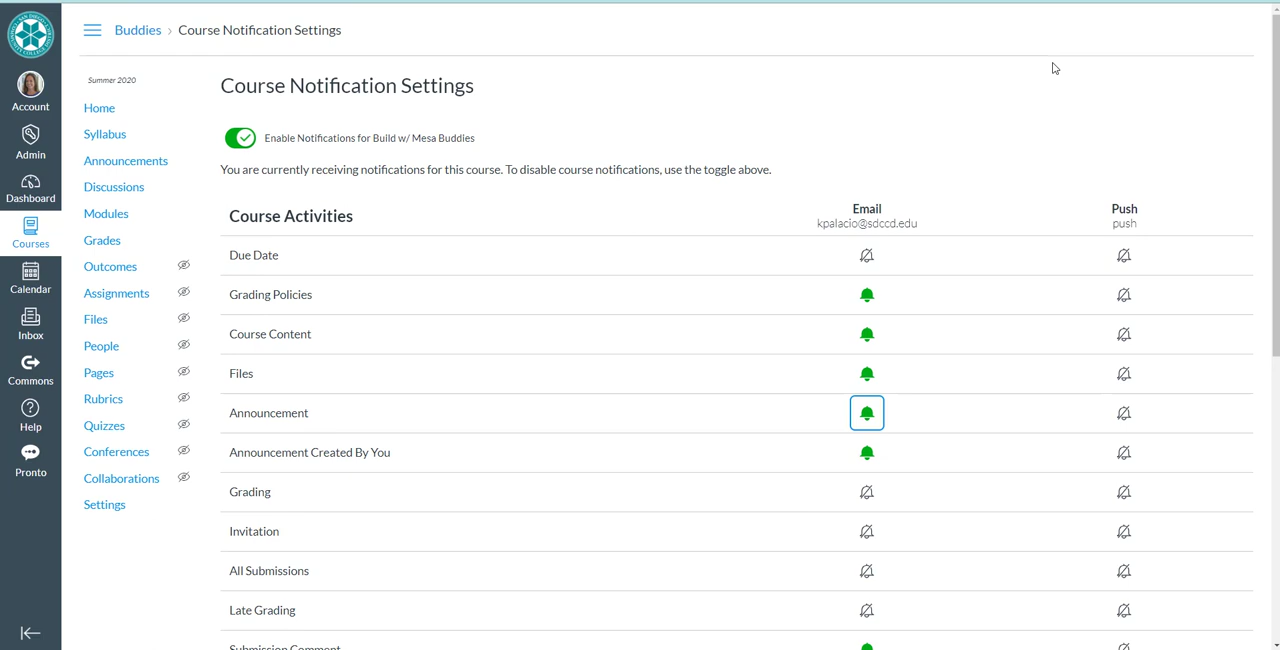 Buddies › Course Notification Settings
Account
Admin
Dashboard
Courses
Calendar
Inbox
Commons
Help
Pronto
Summer 2020
Home
Syllabus
Announcements
Discussions
Modules
Grades
Outcomes
Assignments
Files
People
Pages
Rubrics
Quizzes
Conferences
Collaborations
Settings
Course Notification Settings
Enable Notifications for Build w/ Mesa Buddies
You are currently receiving notifications for this course. To disable course notifications, use the toggle above.
Course Activities
Email
kpalacio@sdccd.edu
Push
push
Due Date
Grading Policies
Course Content
Files
Announcement
Announcement Created By You
Grading
Invitation
All Submissions
Late Grading
Submission Comment